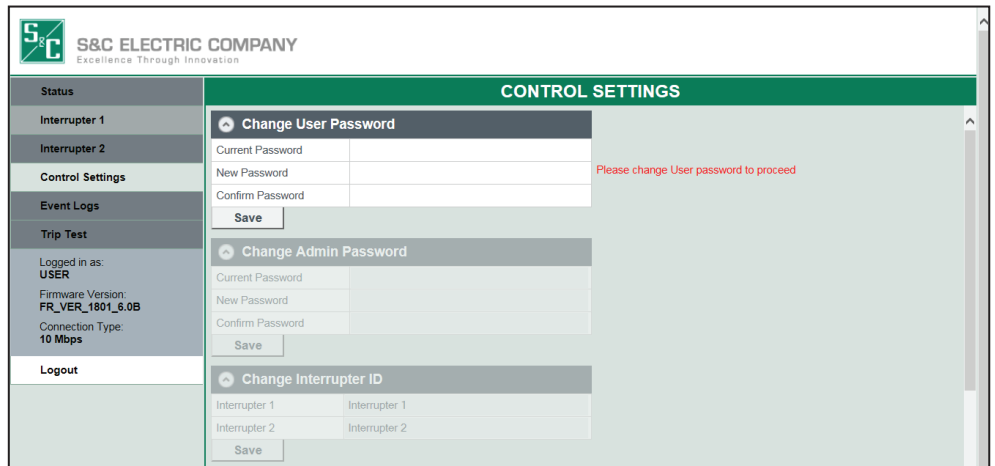 S&C
S&C ELECTRIC COMPANY
Excellence Through Innovation
Status
Interrupter 1
Interrupter 2
Control Settings
Event Logs
Trip Test
Logged in as:
USER
Firmware Version:
FR_VER_1801_6.0B
Connection Type:
10 Mbps
Logout
CONTROL SETTINGS
Change User Password
Current Password
New Password
Confirm Password
Save
Please change User password to proceed
Change Admin Password
Current Password
New Password
Confirm Password
Save
Change Interrupter ID
Interrupter 1 Interrupter 1
Interrupter 2 Interrupter 2
Save